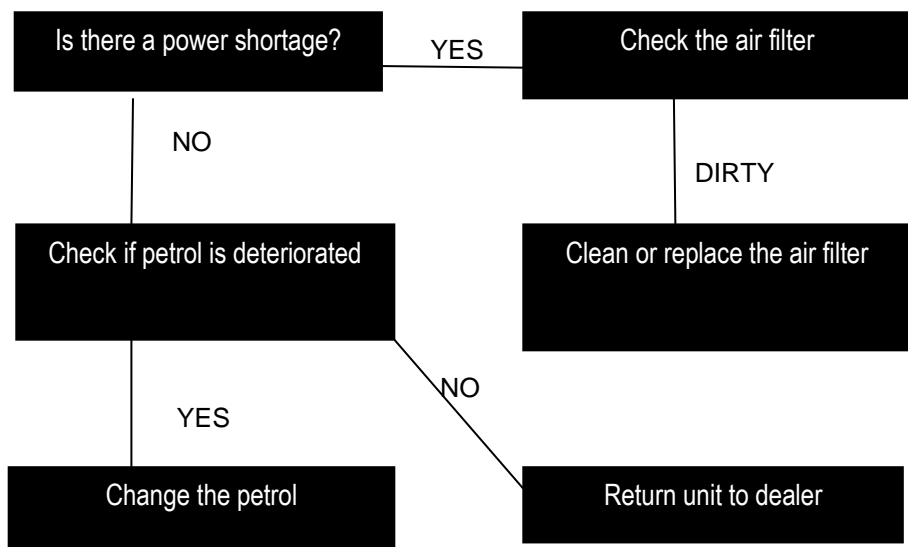 Is there a power shortage?
YES
Check the air filter
NO
DIRTY
Check if petrol is deteriorated
Clean or replace the air filter
NO
YES
Change the petrol
Return unit to dealer